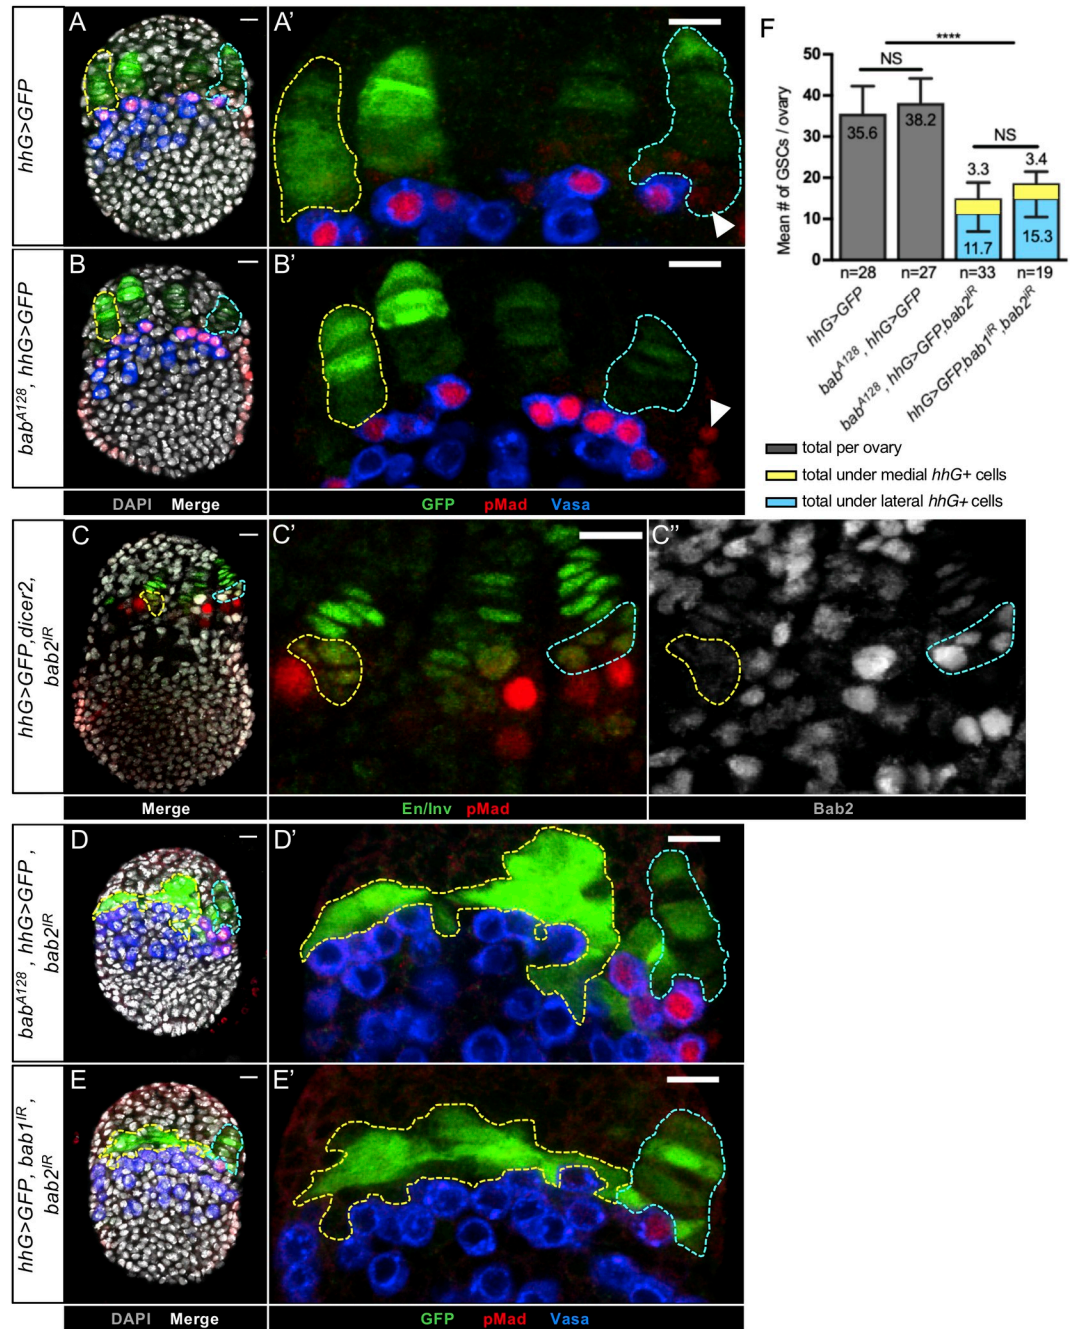 A
A'
hhG>GFP
B
B'
babA128, hhG>GFP
DAPI Merge
GFP pMad Vasa
C
C'
C''
hhG>GFP,dicer2,
bab2IR
Merge
En/Inv pMad
Bab2
D
D'
babA128, hhG>GFP ,
bab2IR
E
E'
hhG>GFP, bab1IR ,
bab2IR
DAPI Merge
GFP pMad Vasa
F
Mean # of GSCs / ovary
50
40
30
20
10
0
****
NS
NS
35.6
38.2
3.3
11.7
3.4
15.3
n=28
n=27
n=33
n=19
hhG>GFP
babA128, hhG>GFP
babA128, hhG>GFP,bab2IR
hhG>GFP,bab1IR,bab2IR
total per ovary
total under medial hhG+ cells
total under lateral hhG+ cells